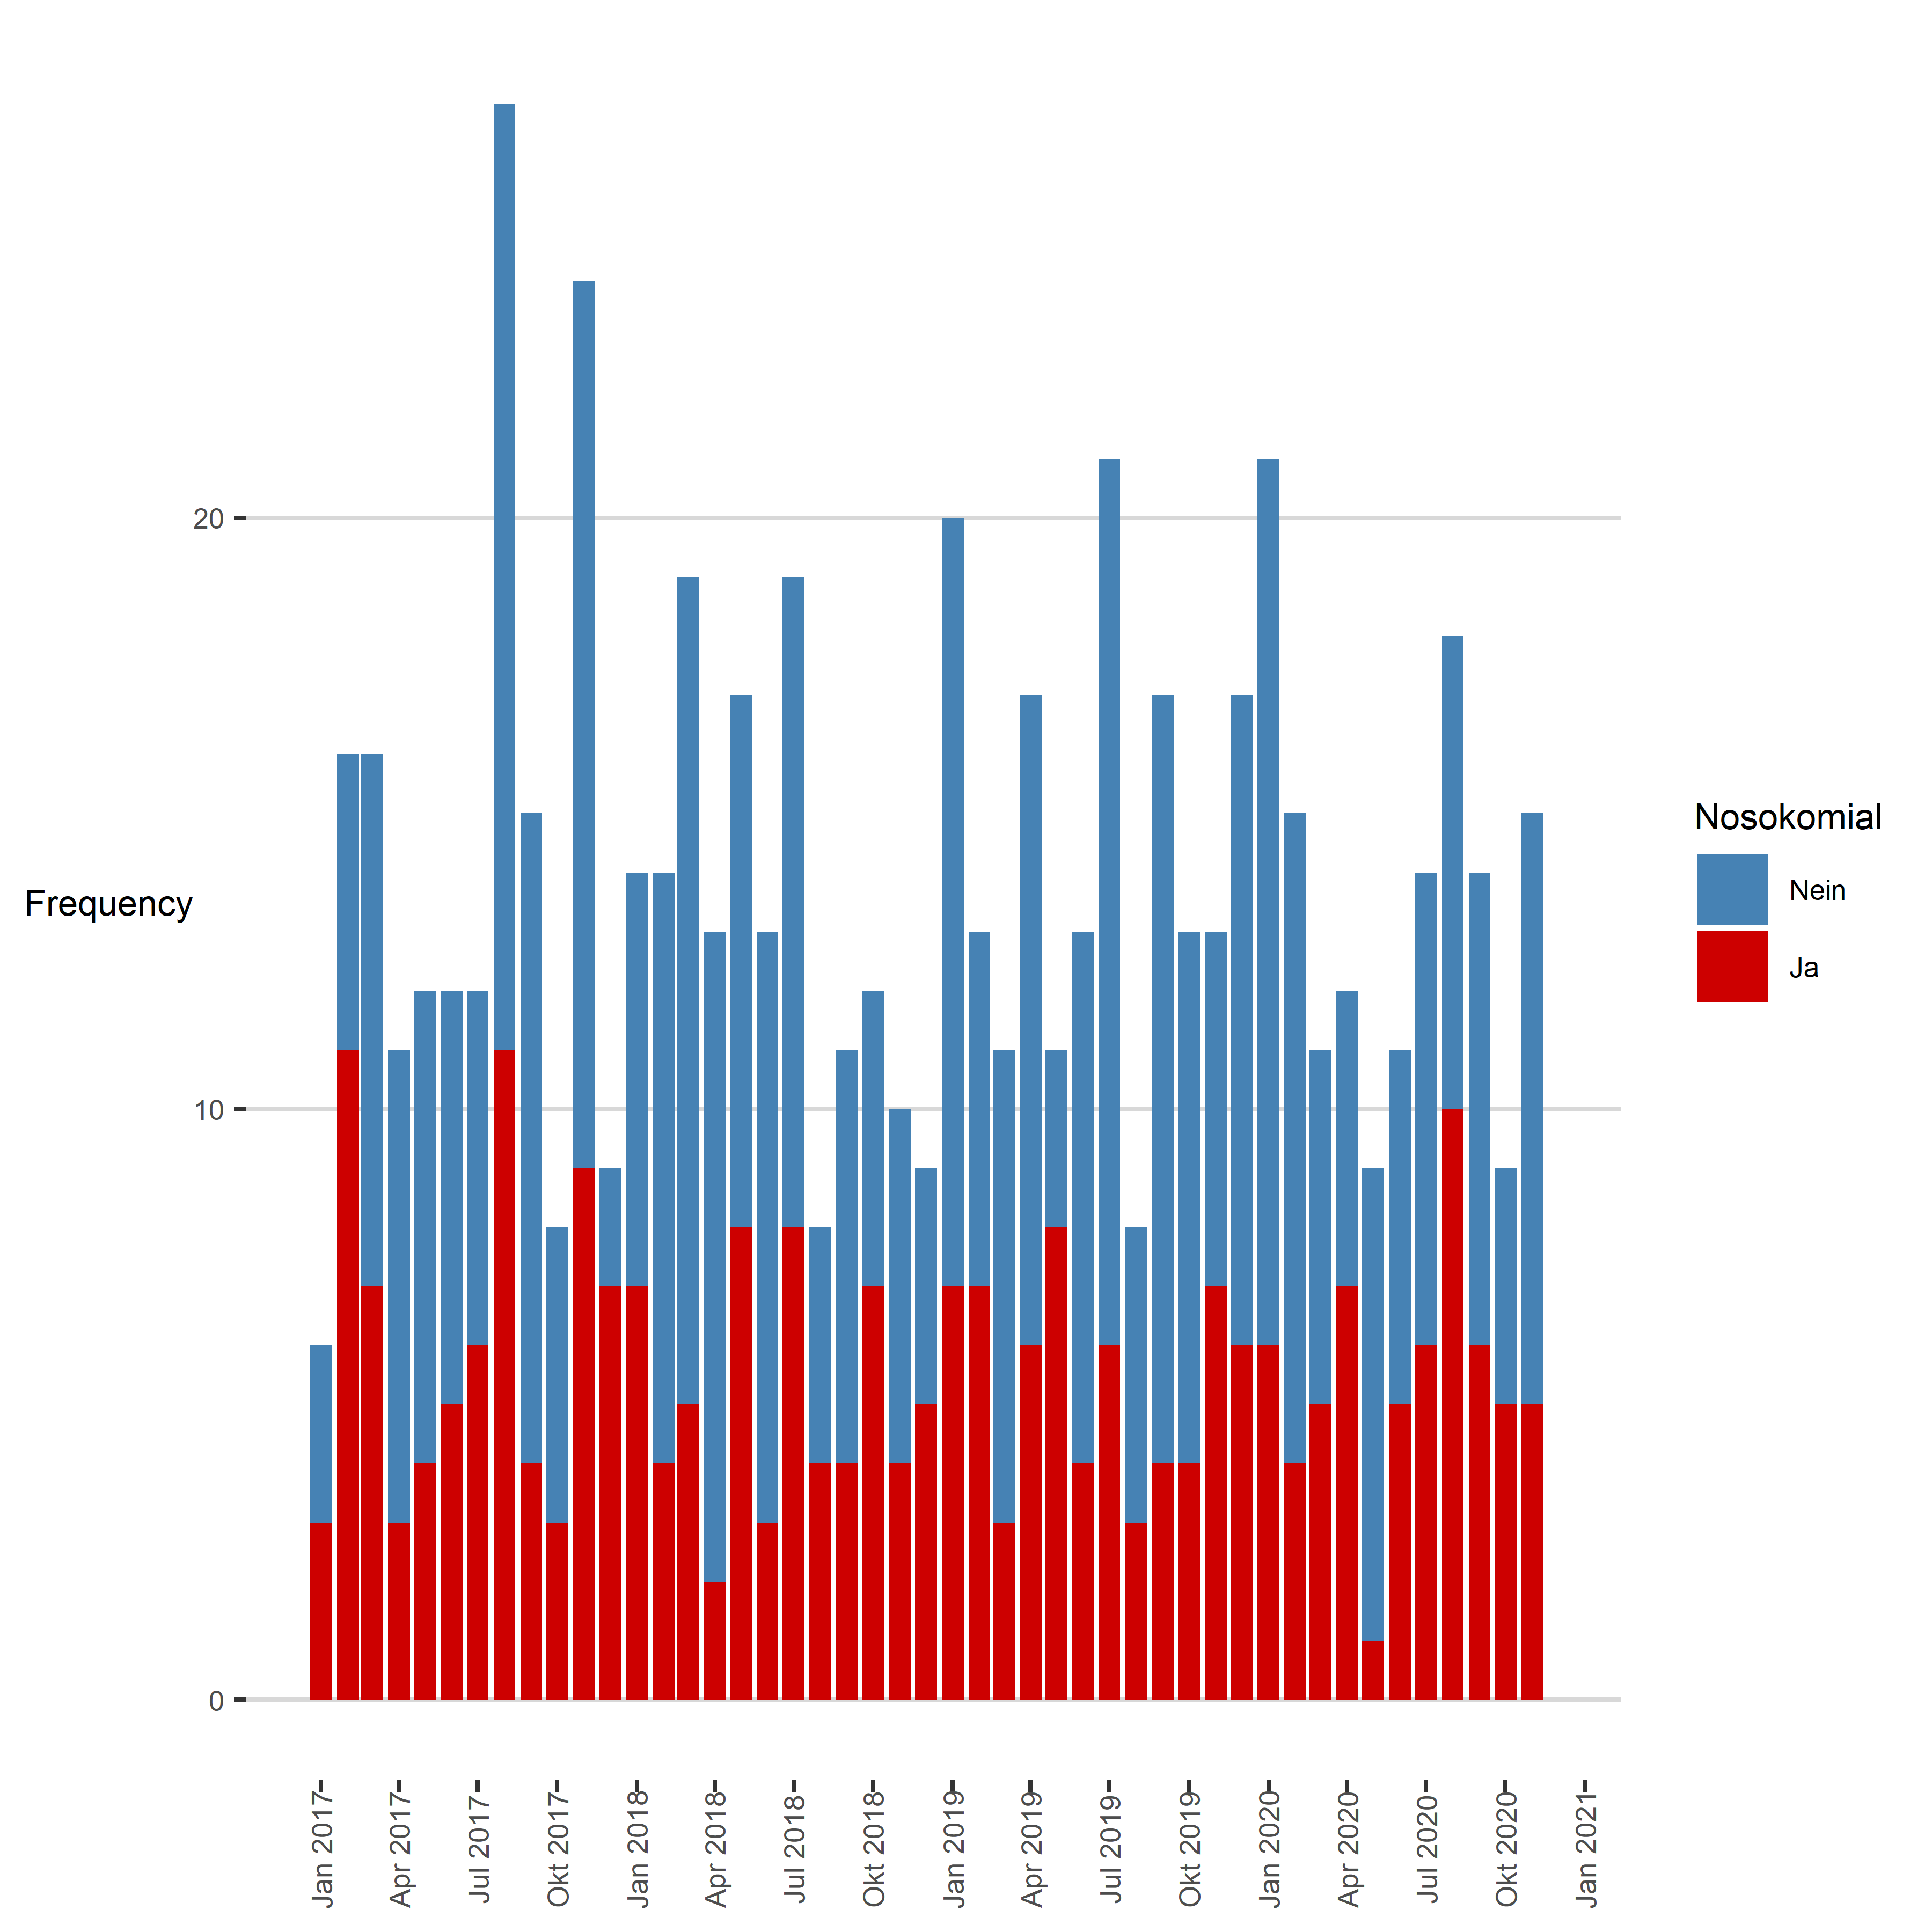 20
10
0
Frequency
Jan 2017
Apr 2017
Jul 2017
Okt 2017
Jan 2018
Apr 2018
Jul 2018
Okt 2018
Jan 2019
Apr 2019
Jul 2019
Okt 2019
Jan 2020
Apr 2020
Jul 2020
Okt 2020
Jan 2021
Nosokomial
Nein
Ja